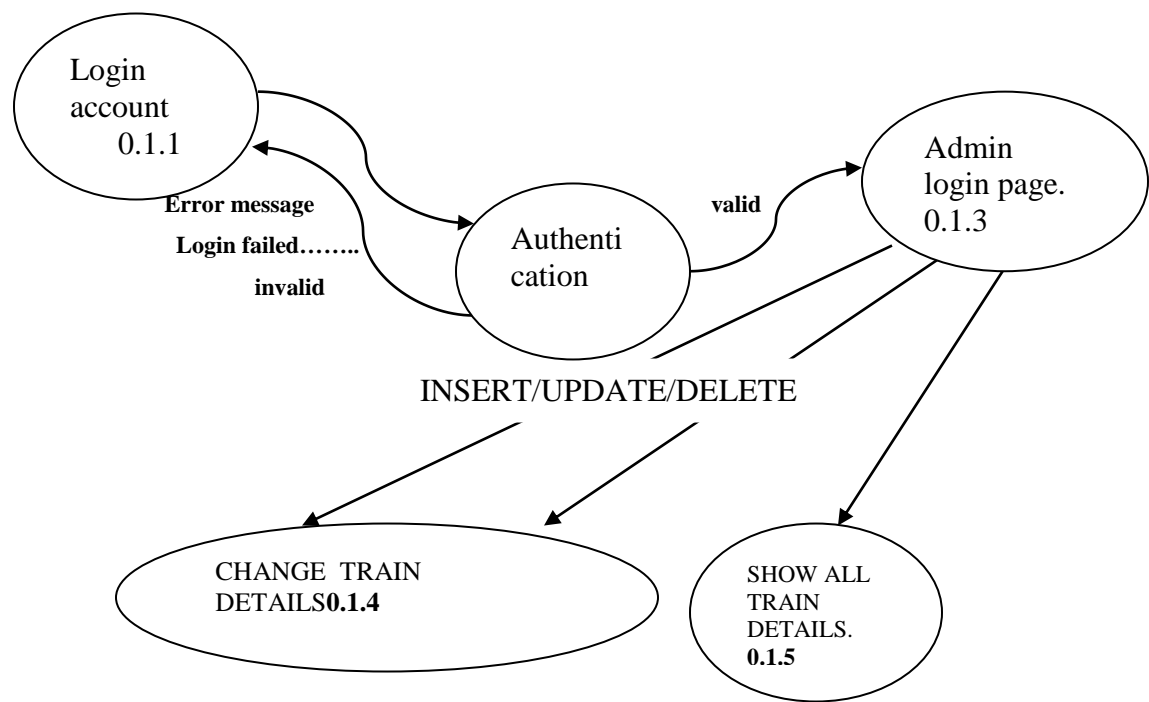 Login
account
0.1.1
Error message
Login failed……..
invalid
Authenti
cation
valid
Admin
login page.
0.1.3
INSERT/UPDATE/DELETE
CHANGE TRAIN
DETAILS0.1.4
SHOW ALL
TRAIN
DETAILS.
0.1.5